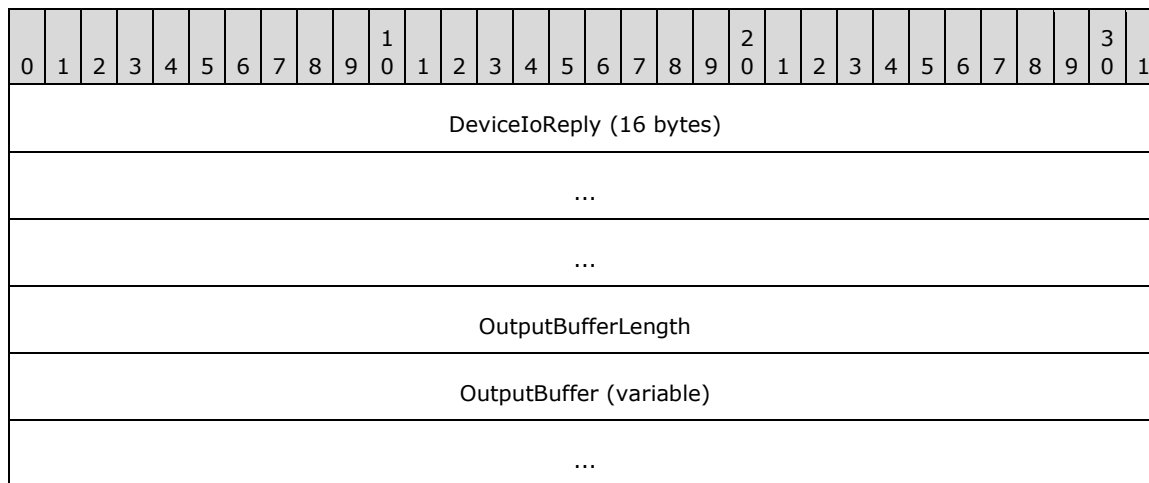 1 2 3
0 1 2 3 4 5 6 7 8 9 0 1 2 3 4 5 6 7 8 9 0 1 2 3 4 5 6 7 8 9 0 1
DeviceIoReply (16 bytes)
...
...
OutputBufferLength
OutputBuffer (variable)
...